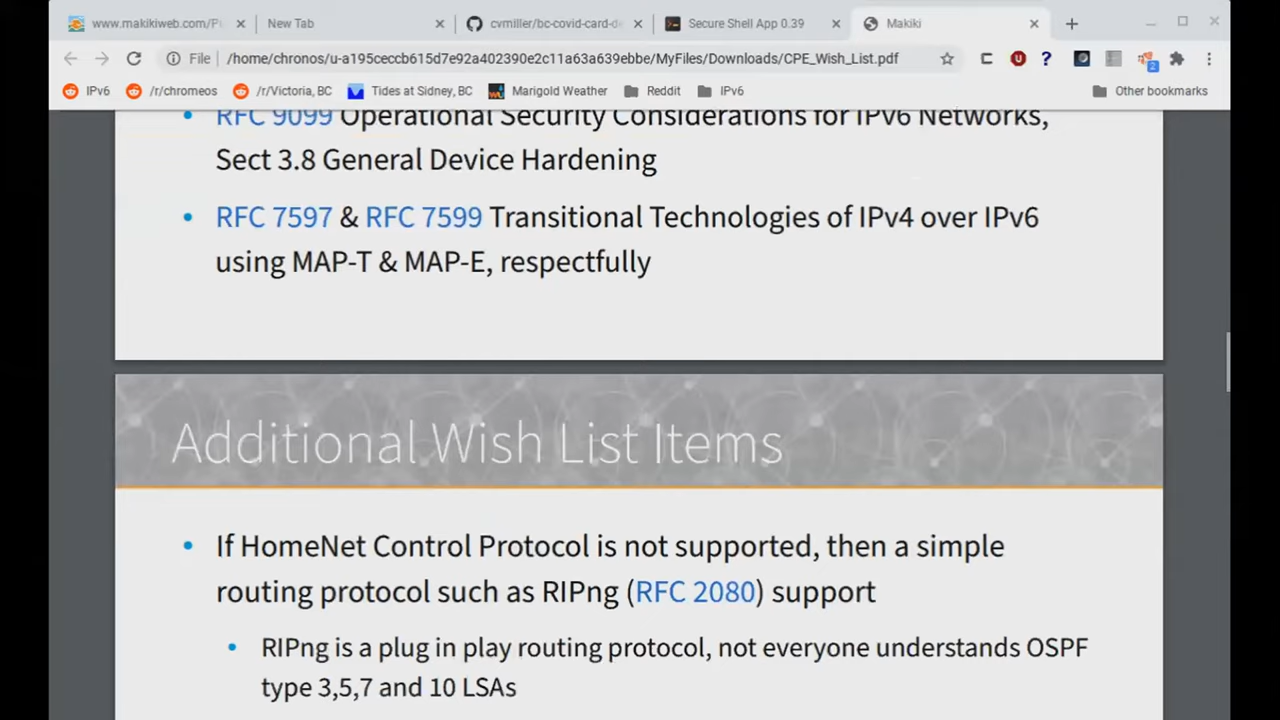 www.makikiweb.com/Pi
New Tab
cvmiller/bc-covid-card-de
Secure Shell App 0.39
Makiki
File
/home/chronos/u-a195cccb615d7e92a402390e2c11a63a639ebbe/MyFiles/Downloads/CPE_Wish_List.pdf
IPv6
/r/chromeos
/r/Victoria, BC
Tides at Sidney, BC
Marigold Weather
Reddit
IPv6
Other bookmarks
RFC 9099 Operational Security Considerations for IPv6 Networks,
Sect 3.8 General Device Hardening
RFC 7597 & RFC 7599 Transitional Technologies of IPv4 over IPv6
using MAP-T & MAP-E, respectfully
Additional Wish List Items
If HomeNet Control Protocol is not supported, then a simple
routing protocol such as RIPng (RFC 2080) support
RIPng is a plug in play routing protocol, not everyone understands OSPF
type 3,5,7 and 10 LSAs